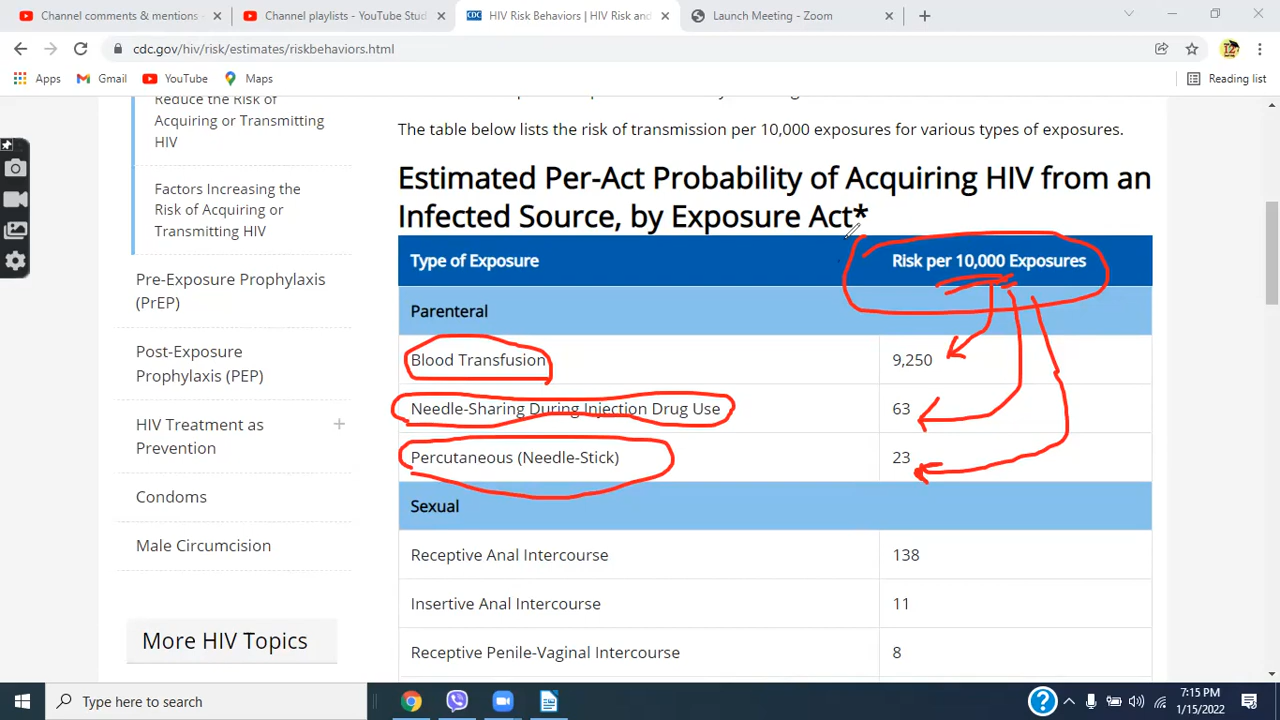 Channel comments & mentions -
Channel playlists - YouTube Stud
CDC
HIV Risk Behaviors | HIV Risk and
Launch Meeting - Zoom
cdc.gov/hiv/risk/estimates/riskbehaviors.html
Apps
Gmail
YouTube
Maps
Reading list
Reduce the Risk of
Acquiring or Transmitting
HIV
Factors Increasing the
Risk of Acquiring or
Transmitting HIV
Pre-Exposure Prophylaxis
(PrEP)
Post-Exposure
Prophylaxis (PEP)
HIV Treatment as
Prevention
Condoms
Male Circumcision
More HIV Topics
The table below lists the risk of transmission per 10,000 exposures for various types of exposures.
Estimated Per-Act Probability of Acquiring HIV from an
Infected Source, by Exposure Act*
Type of Exposure Risk per 10,000 Exposures
Parenteral
Blood Transfusion 9,250
Needle-Sharing During Injection Drug Use 63
Percutaneous (Needle-Stick) 23
Sexual
Receptive Anal Intercourse 138
Insertive Anal Intercourse 11
Receptive Penile-Vaginal Intercourse 8
Type here to search
7:15 PM
1/15/2022